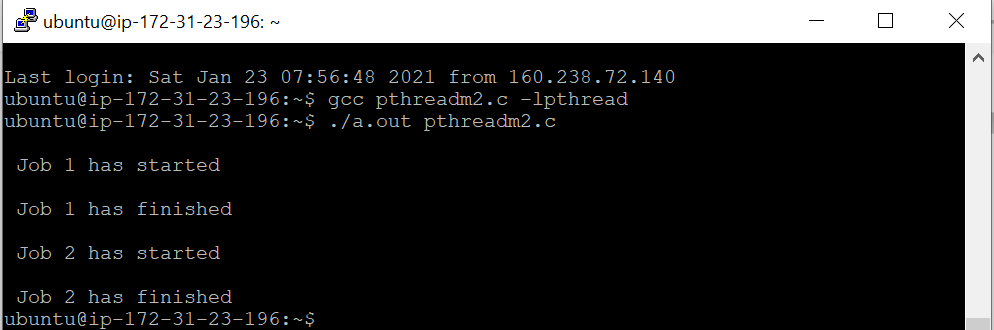 ubuntu@ip-172-31-23-196: ~
Last login: Sat Jan 23 07:56:48 2021 from 160.238.72.140
ubuntu@ip-172-31-23-196:~$ gcc pthreadm2.c -lpthread
ubuntu@ip-172-31-23-196:~$ ./a.out pthreadm2.c
Job 1 has started
Job 1 has finished
Job 2 has started
Job 2 has finished
ubuntu@ip-172-31-23-196:~$